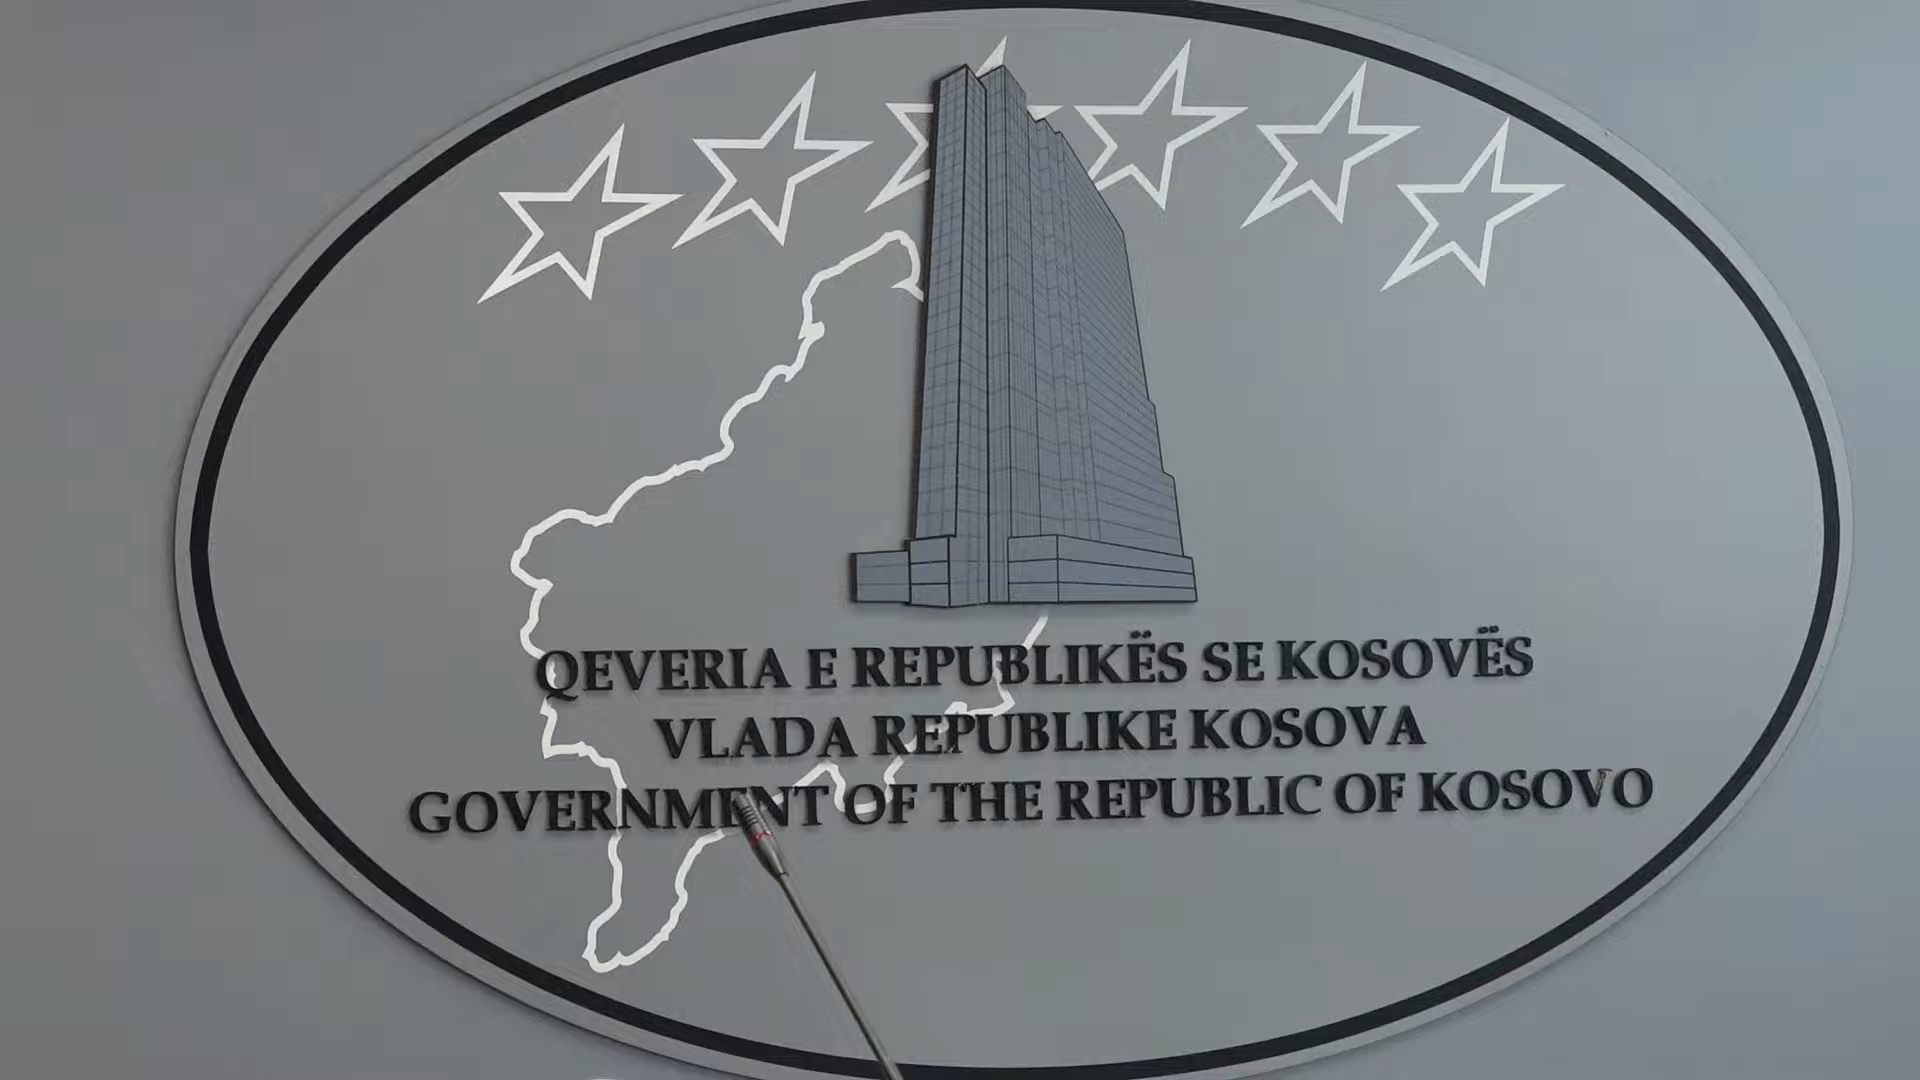 QEVERIA E REPUBLIKËS SE KOSOVËS
VLADA REPUBLIKE KOSOVA
GOVERNMENT OF THE REPUBLIC OF KOSOVO